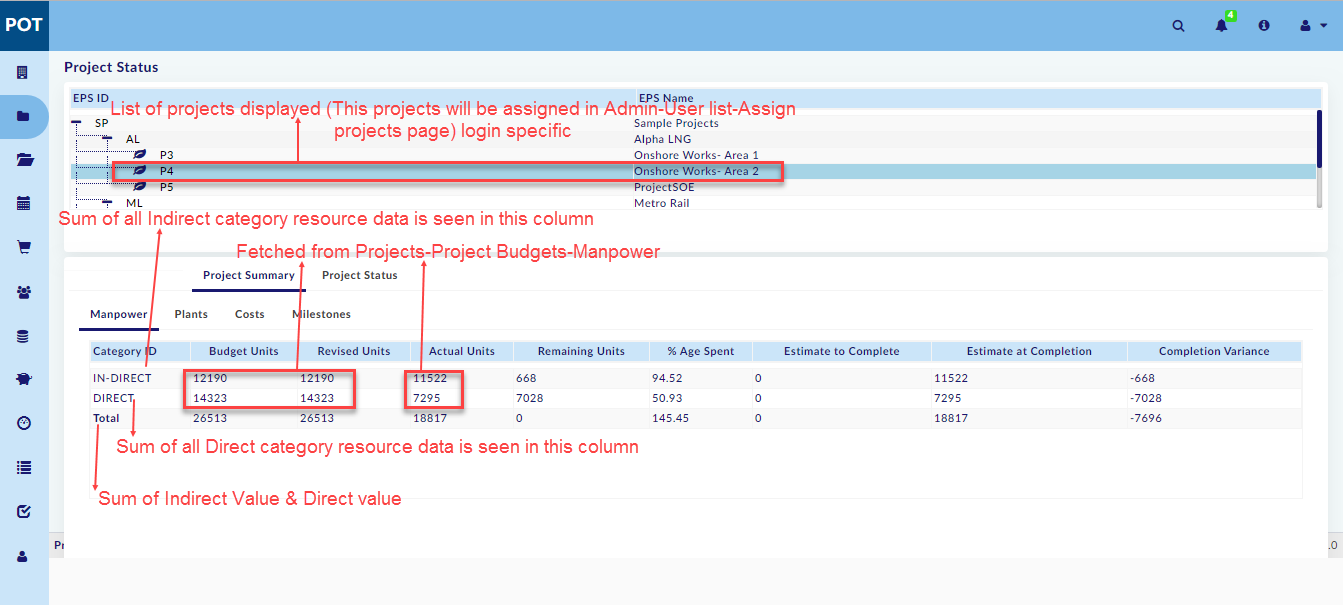 POT
4
Project Status
EPS ID EPS Name
List of projects displayed (This projects will be assigned in Admin-User list-Assign
projects page) login specific
SP Sample Projects
AL Alpha LNG
P3 Onshore Works- Area 1
P4 Onshore Works- Area 2
P5 ProjectSOE
ML Metro Rail
Sum of all Indirect category resource data is seen in this column
Fetched from Projects-Project Budgets-Manpower
Project Summary Project Status
Manpower Plants Costs Milestones
Category ID Budget Units Revised Units Actual Units Remaining Units % Age Spent Estimate to Complete Estimate at Completion Completion Variance
IN-DIRECT 12190 12190 11522 668 94.52 0 11522 -668
DIRECT 14323 14323 7295 7028 50.93 0 7295 -7028
Total 26513 26513 18817 0 145.45 0 18817 -7696
Sum of all Direct category resource data is seen in this column
Sum of Indirect Value & Direct value